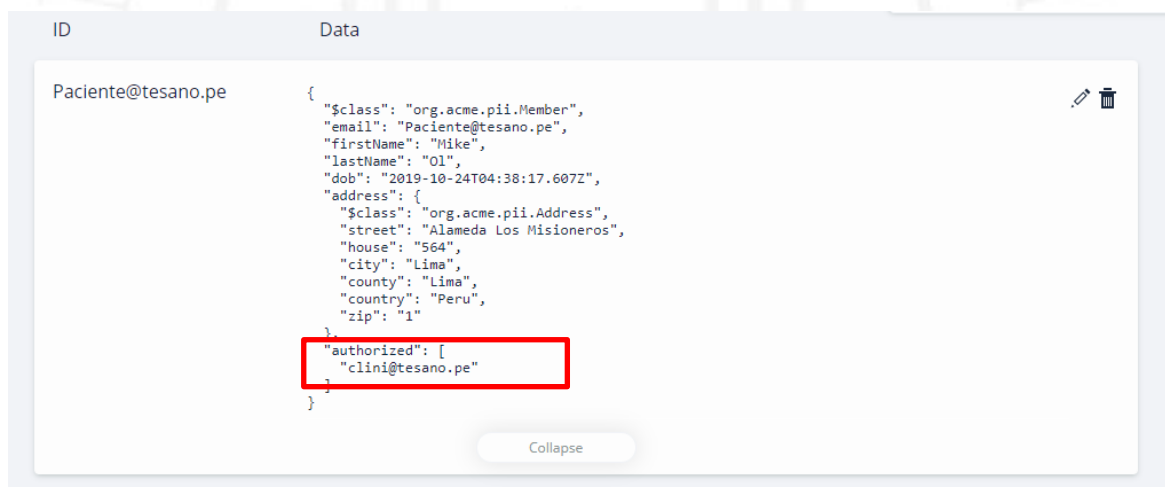 ID Data
Paciente@tesano.pe
{
"$class": "org.acme.pii.Member",
"email": "Paciente@tesano.pe",
"firstName": "Mike",
"lastName": "Ol",
"dob": "2019-10-24T04:38:17.607Z",
"address": {
"$class": "org.acme.pii.Address",
"street": "Alameda Los Misioneros",
"house": "564",
"city": "Lima",
"county": "Lima",
"country": "Peru",
"zip": "1"
},
"authorized": [
"clini@tesano.pe"
]
}
Collapse